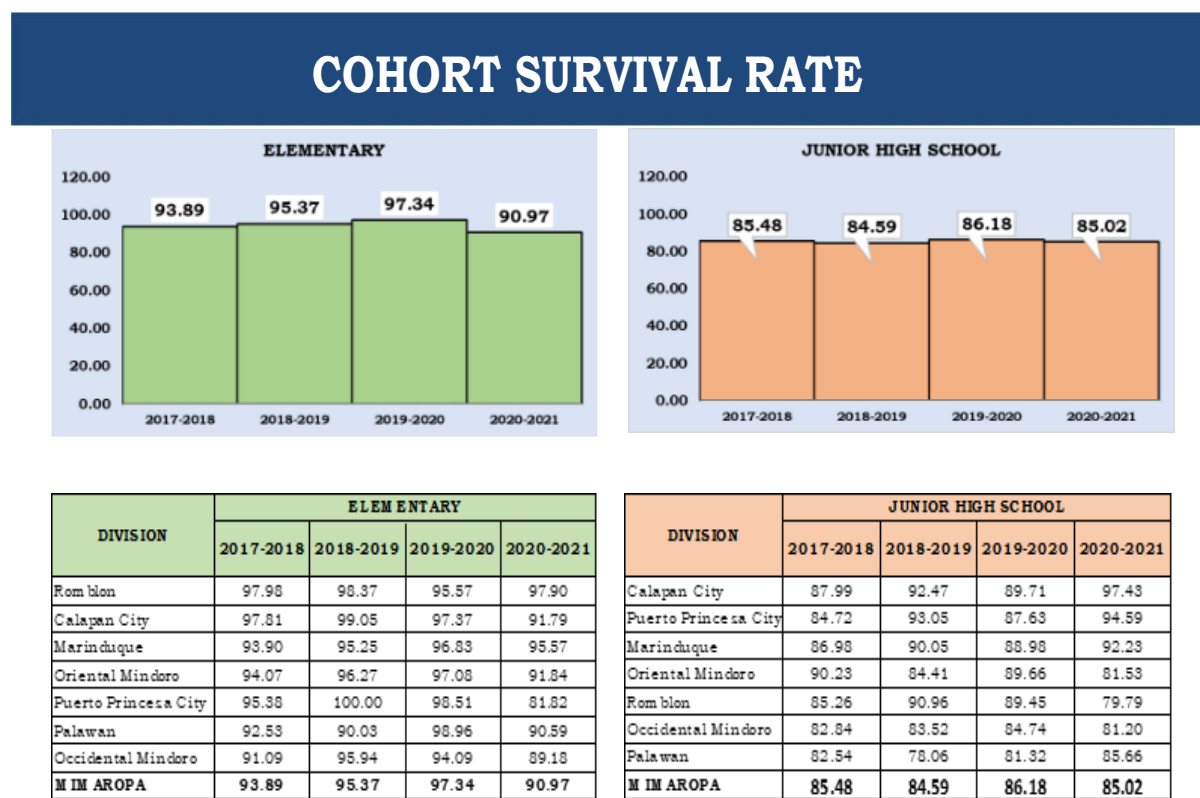 COHORT SURVIVAL RATE
ELEMENTARY
120.00
100.00
80.00
60.00
40.00
20.00
0.00
93.89 95.37 97.34 90.97
2017-2018 2018-2019 2019-2020 2020-2021
JUNIOR HIGH SCHOOL
120.00
100.00
80.00
60.00
40.00
20.00
0.00
85.48 84.59 86.18 85.02
2017-2018 2018-2019 2019-2020 2020-2021
DIVISION ELEMENTARY
2017-2018 2018-2019 2019-2020 2020-2021
Romblon 97.98 98.37 95.57 97.90
Calapan City 97.81 99.05 97.37 91.79
Marinduque 93.90 95.25 96.83 95.57
Oriental Mindoro 94.07 96.27 97.08 91.84
Puerto Princesa City 95.38 100.00 98.51 81.82
Palawan 92.53 90.03 98.96 90.59
Occidental Mindoro 91.09 95.94 94.09 89.18
MIMAROPA 93.89 95.37 97.34 90.97
DIVISION JUNIOR HIGH SCHOOL
2017-2018 2018-2019 2019-2020 2020-2021
Calapan City 87.99 92.47 89.71 97.43
Puerto Princesa City 84.72 93.05 87.63 94.59
Marinduque 86.98 90.05 88.98 92.23
Oriental Mindoro 90.23 84.41 89.66 81.53
Romblon 85.26 90.96 89.45 79.79
Occidental Mindoro 82.84 83.52 84.74 81.20
Palawan 82.54 78.06 81.32 85.66
MIMAROPA 85.48 84.59 86.18 85.02